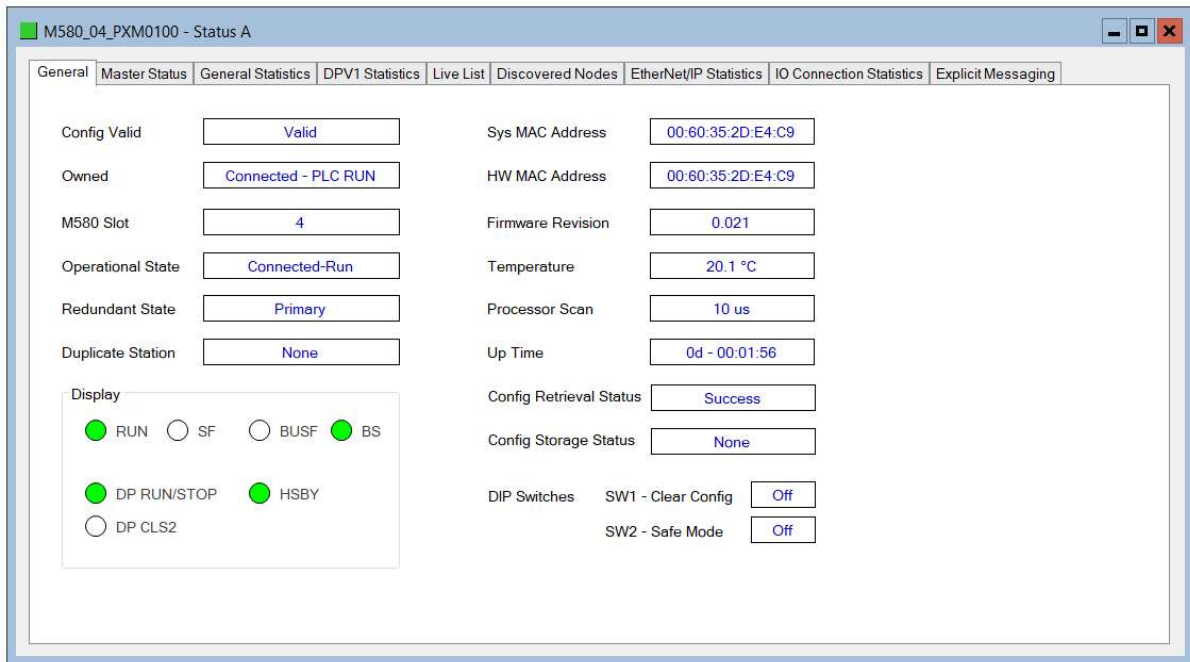 M580_04_PXM0100 - Status A
General Master Status General Statistics DPV1 Statistics Live List Discovered Nodes EtherNet/IP Statistics IO Connection Statistics Explicit Messaging
Config Valid Valid
Owned Connected - PLC RUN
M580 Slot 4
Operational State Connected-Run
Redundant State Primary
Duplicate Station None
Display
RUN SF BUSF BS
DP RUN/STOP HSBY
DP CLS2
Sys MAC Address 00:60:35:2D:E4:C9
HW MAC Address 00:60:35:2D:E4:C9
Firmware Revision 0.021
Temperature 20.1 °C
Processor Scan 10 us
Up Time 0d - 00:01:56
Config Retrieval Status Success
Config Storage Status None
DIP Switches SW1 - Clear Config Off
SW2 - Safe Mode Off